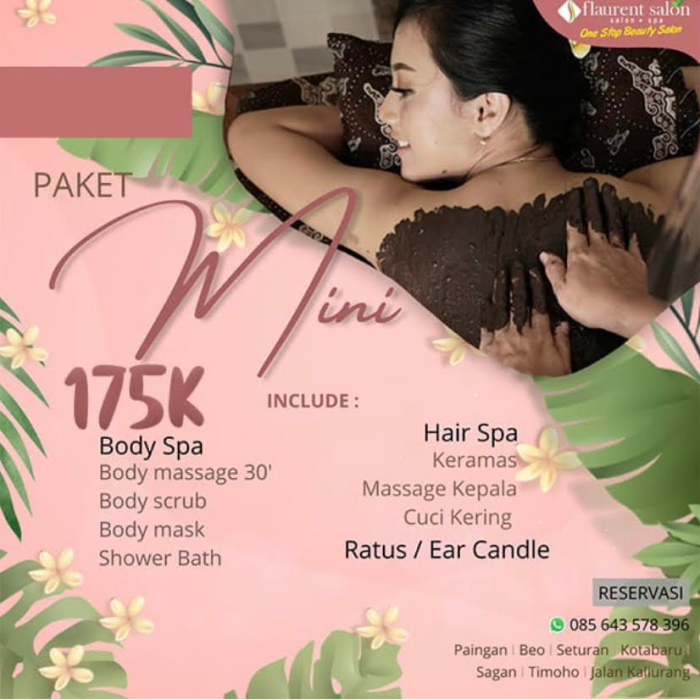 flaurent salon
salon + spa
One Stop Beauty Salon
PAKET
Mini
175K
INCLUDE :
Body Spa
Body massage 30'
Body scrub
Body mask
Shower Bath
Hair Spa
Keramas
Massage Kepala
Cuci Kering
Ratus / Ear Candle
RESERVASI
085 643 578 396
Paingan | Beo | Seturan Kotabaru |
Sagan | Timoho | Jalan Kaliurang